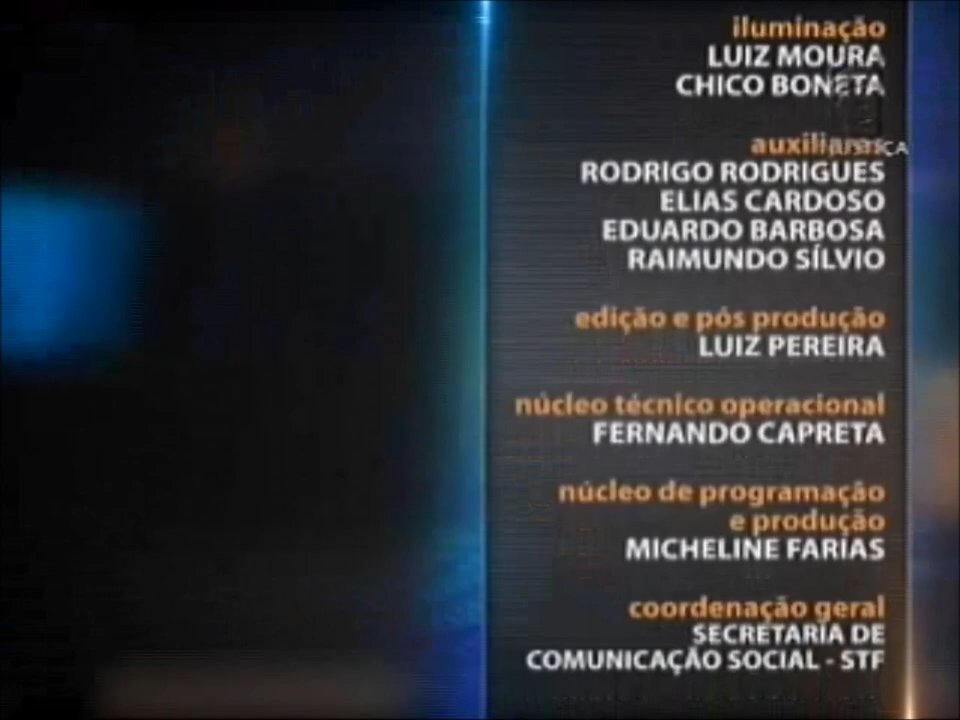 iluminação
LUIZ MOURA
CHICO BONETA
auxiliares
RODRIGO RODRIGUES
ELIAS CARDOSO
EDUARDO BARBOSA
RAIMUNDO SÍLVIO
edição e pós produção
LUIZ PEREIRA
núcleo técnico operacional
FERNANDO CAPRETA
núcleo de programação
e produção
MICHELINE FARIAS
coordenação geral
SECRETARIA DE
COMUNICAÇÃO SOCIAL - STF